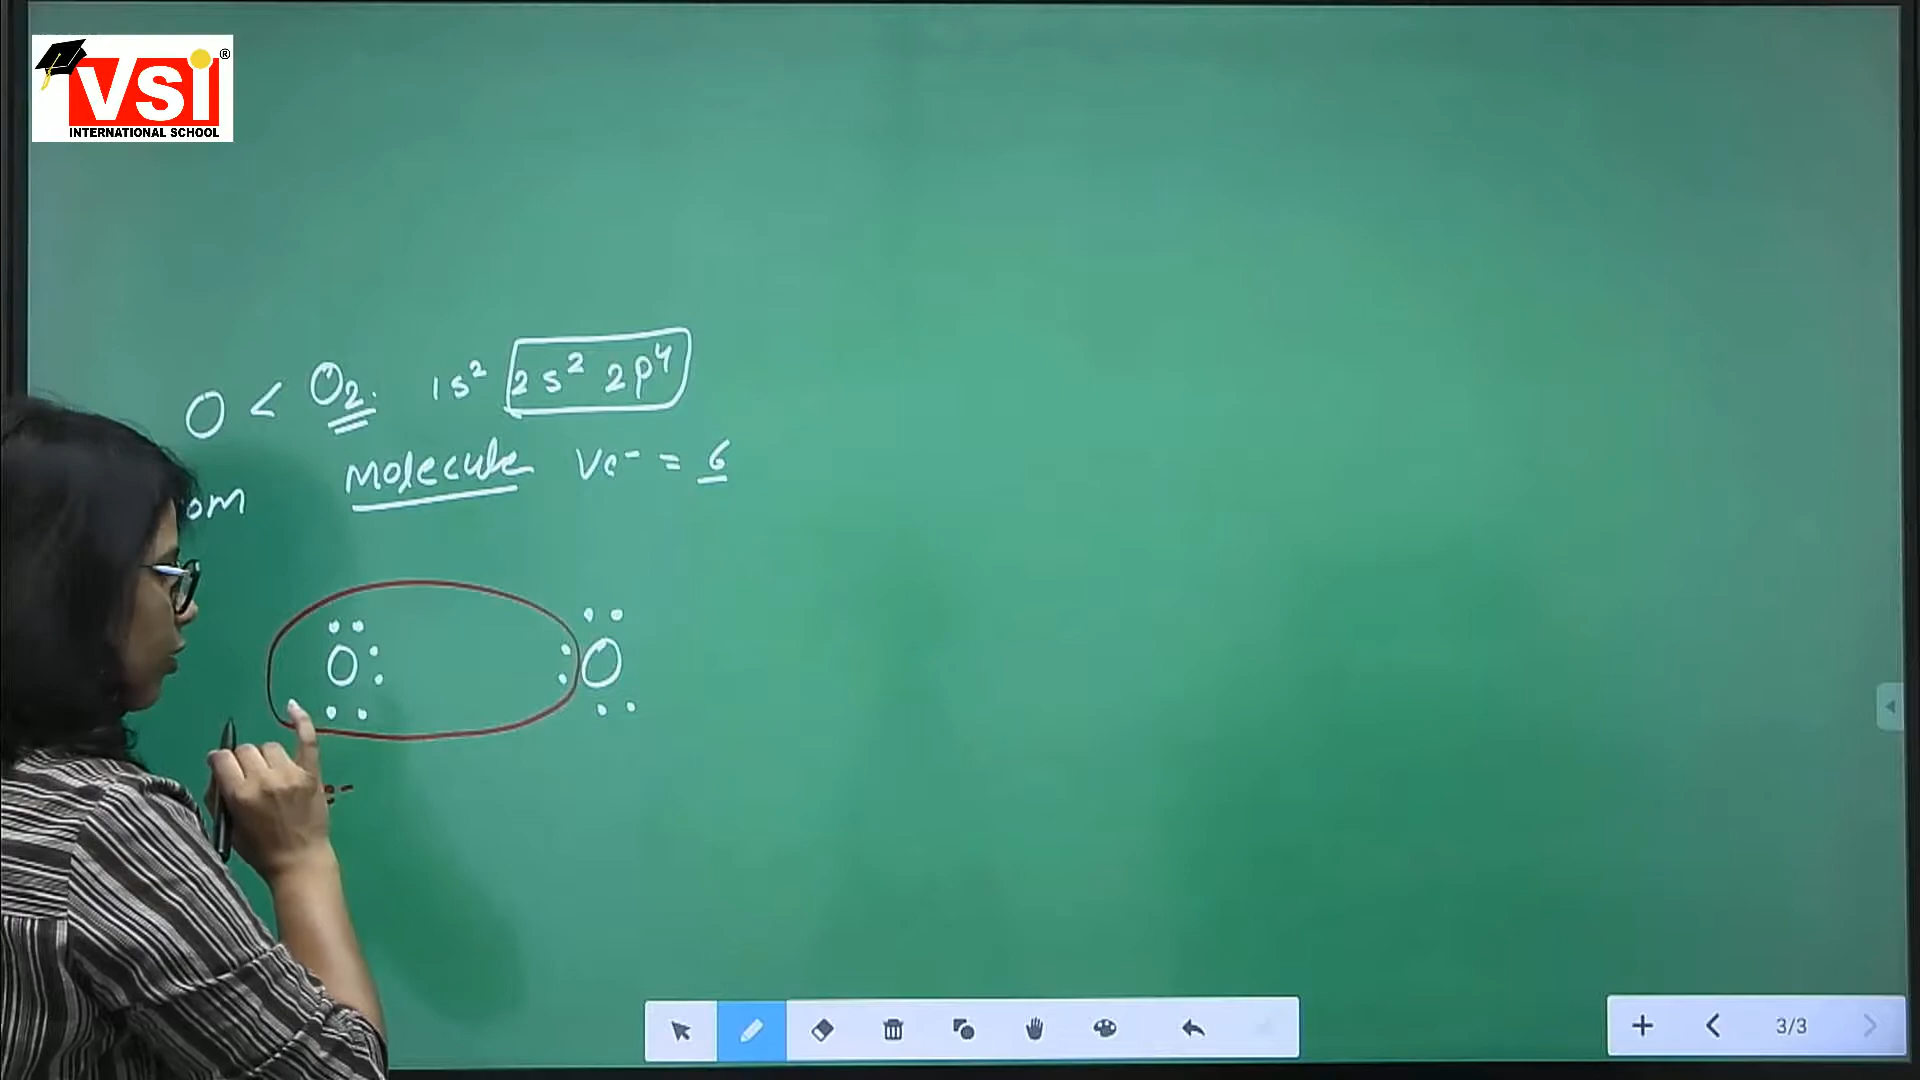 VSI ®
INTERNATIONAL SCHOOL
O < O2. 1s² 2s² 2p⁴
Molecule Ve⁻ = 6
om
O O
e-
3/3